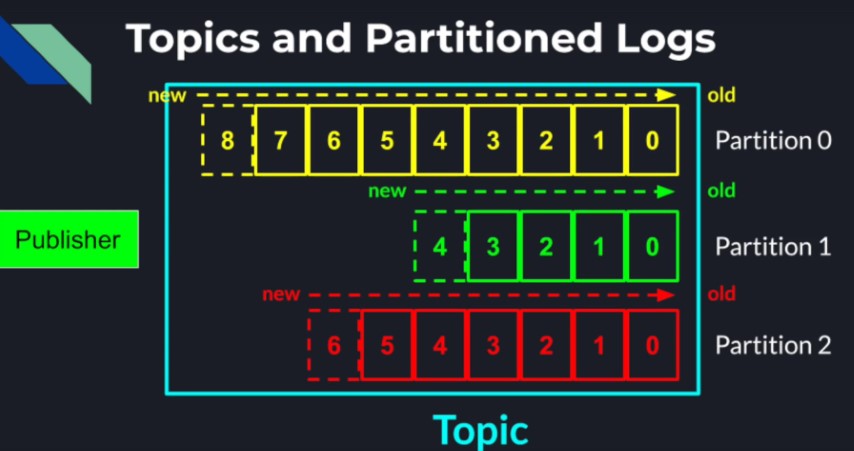 Topics and Partitioned Logs
new old
8 7 6 5 4 3 2 1 0 Partition 0
new old
Publisher 4 3 2 1 0 Partition 1
new old
6 5 4 3 2 1 0 Partition 2
Topic